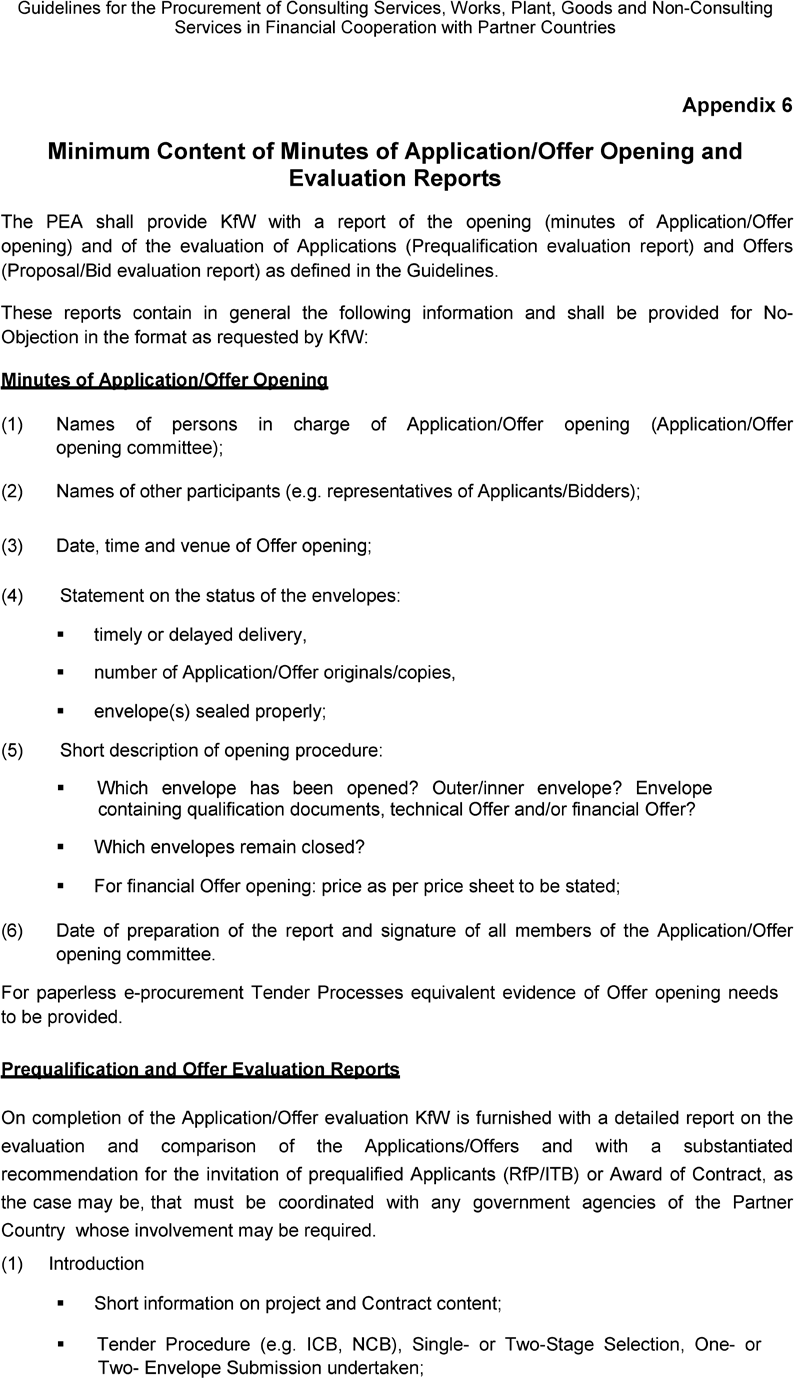 Guidelines for the Procurement of Consulting Services, Works, Plant, Goods and Non-Consulting
Services in Financial Cooperation with Partner Countries
Appendix 6
Minimum Content of Minutes of Application/Offer Opening and
Evaluation Reports
The PEA shall provide KfW with a report of the opening (minutes of Application/Offer
opening) and of the evaluation of Applications (Prequalification evaluation report) and Offers
(Proposal/Bid evaluation report) as defined in the Guidelines.
These reports contain in general the following information and shall be provided for No-
Objection in the format as requested by KfW:
Minutes of Application/Offer Opening
(1) Names of persons in charge of Application/Offer opening (Application/Offer
opening committee);
(2) Names of other participants (e.g. representatives of Applicants/Bidders);
(3) Date, time and venue of Offer opening;
(4) Statement on the status of the envelopes:
▪ timely or delayed delivery,
▪ number of Application/Offer originals/copies,
▪ envelope(s) sealed properly;
(5) Short description of opening procedure:
▪ Which envelope has been opened? Outer/inner envelope? Envelope
containing qualification documents, technical Offer and/or financial Offer?
▪ Which envelopes remain closed?
▪ For financial Offer opening: price as per price sheet to be stated;
(6) Date of preparation of the report and signature of all members of the Application/Offer
opening committee.
For paperless e-procurement Tender Processes equivalent evidence of Offer opening needs
to be provided.
Prequalification and Offer Evaluation Reports
On completion of the Application/Offer evaluation KfW is furnished with a detailed report on the
evaluation and comparison of the Applications/Offers and with a substantiated
recommendation for the invitation of prequalified Applicants (RfP/ITB) or Award of Contract, as
the case may be, that must be coordinated with any government agencies of the Partner
Country whose involvement may be required.
(1) Introduction
▪ Short information on project and Contract content;
▪ Tender Procedure (e.g. ICB, NCB), Single- or Two-Stage Selection, One- or
Two- Envelope Submission undertaken;